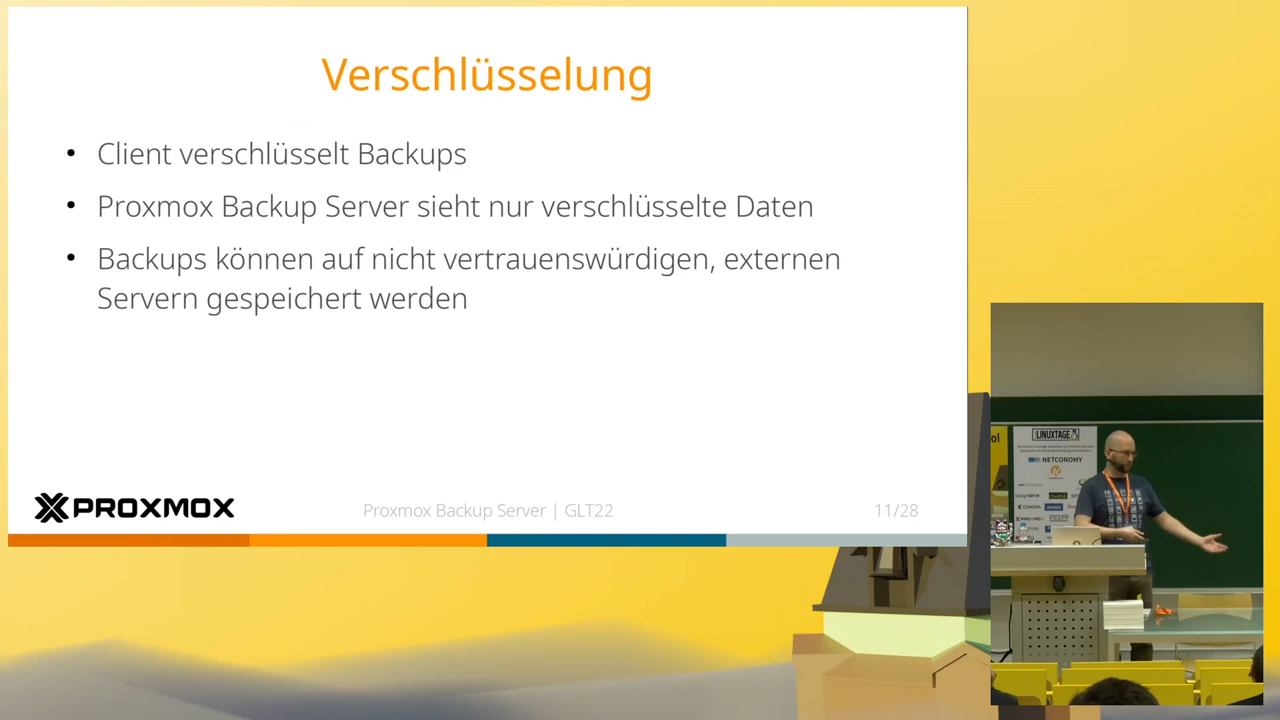 Verschlüsselung
• Client verschlüsselt Backups
• Proxmox Backup Server sieht nur verschlüsselte Daten
• Backups können auf nicht vertrauenswürdigen, externen
Servern gespeichert werden
PROXMOX
Proxmox Backup Server | GLT22
11/28
LINUXTAGE
NETCONOMY